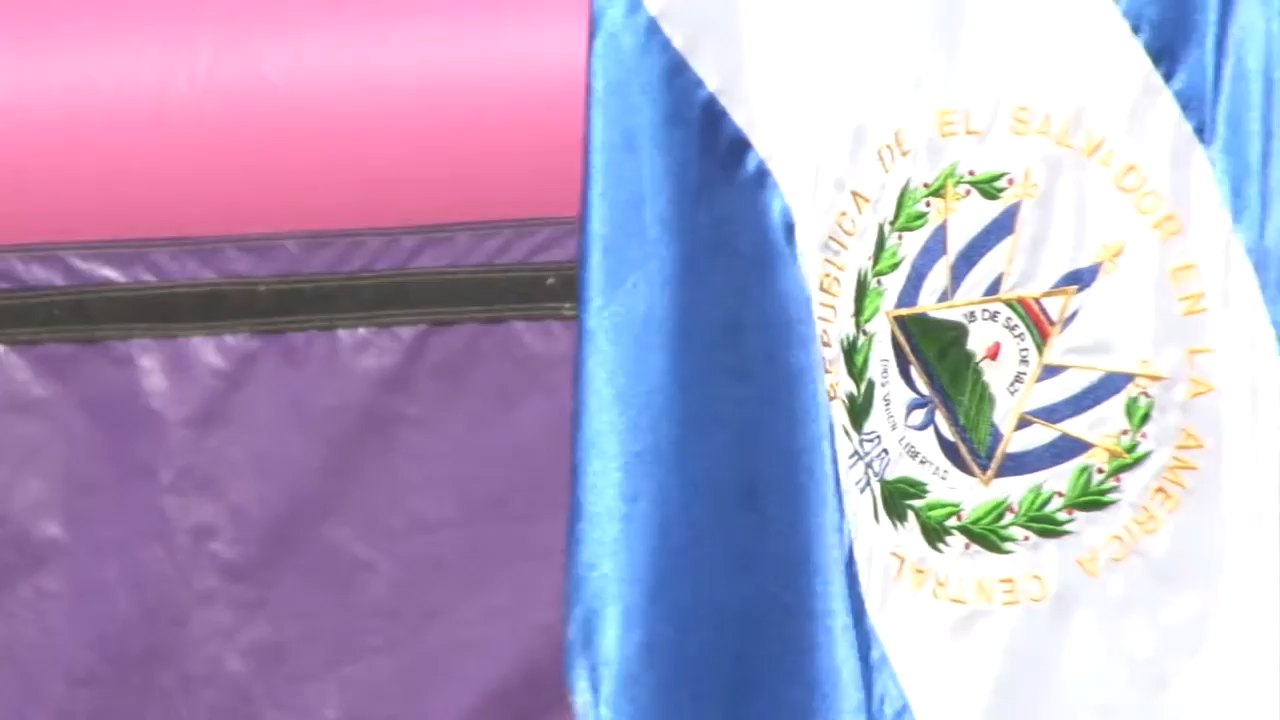 REPUBLICA DE EL SALVADOR EN LA AMERICA CENTRAL
15 DE SEP. DE 1821
DIOS UNION LIBERTAD